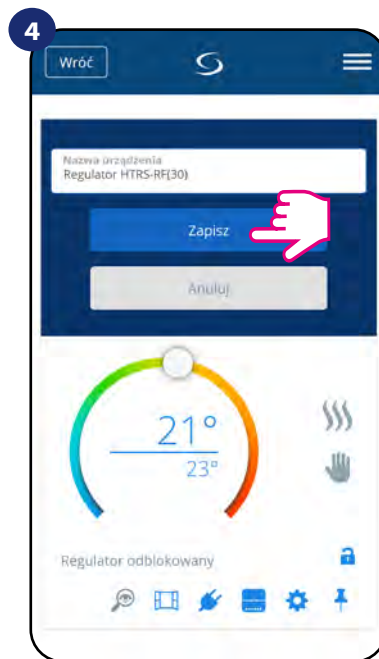 4
Wróć
Nazwa urządzenia
Regulator HTRS-RF(30)
Zapisz
Anuluj
21°
23°
Regulator odblokowany